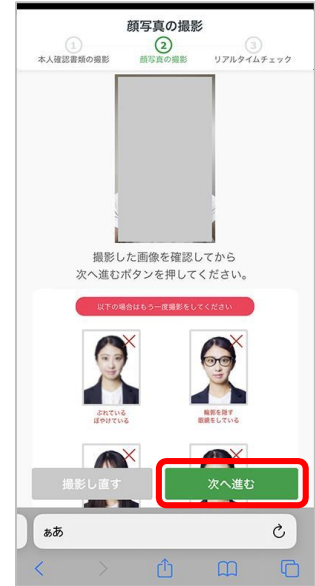 顔写真の撮影
1 2 3
本人確認書類の撮影 顔写真の撮影 リアルタイムチェック
撮影した画像を確認してから
次へ進むボタンを押してください。
以下の場合はもう一度撮影をしてください
ぶれている
ぼやけている
輪郭を隠す
眼鏡をしている
撮影し直す
次へ進む
ぁあ